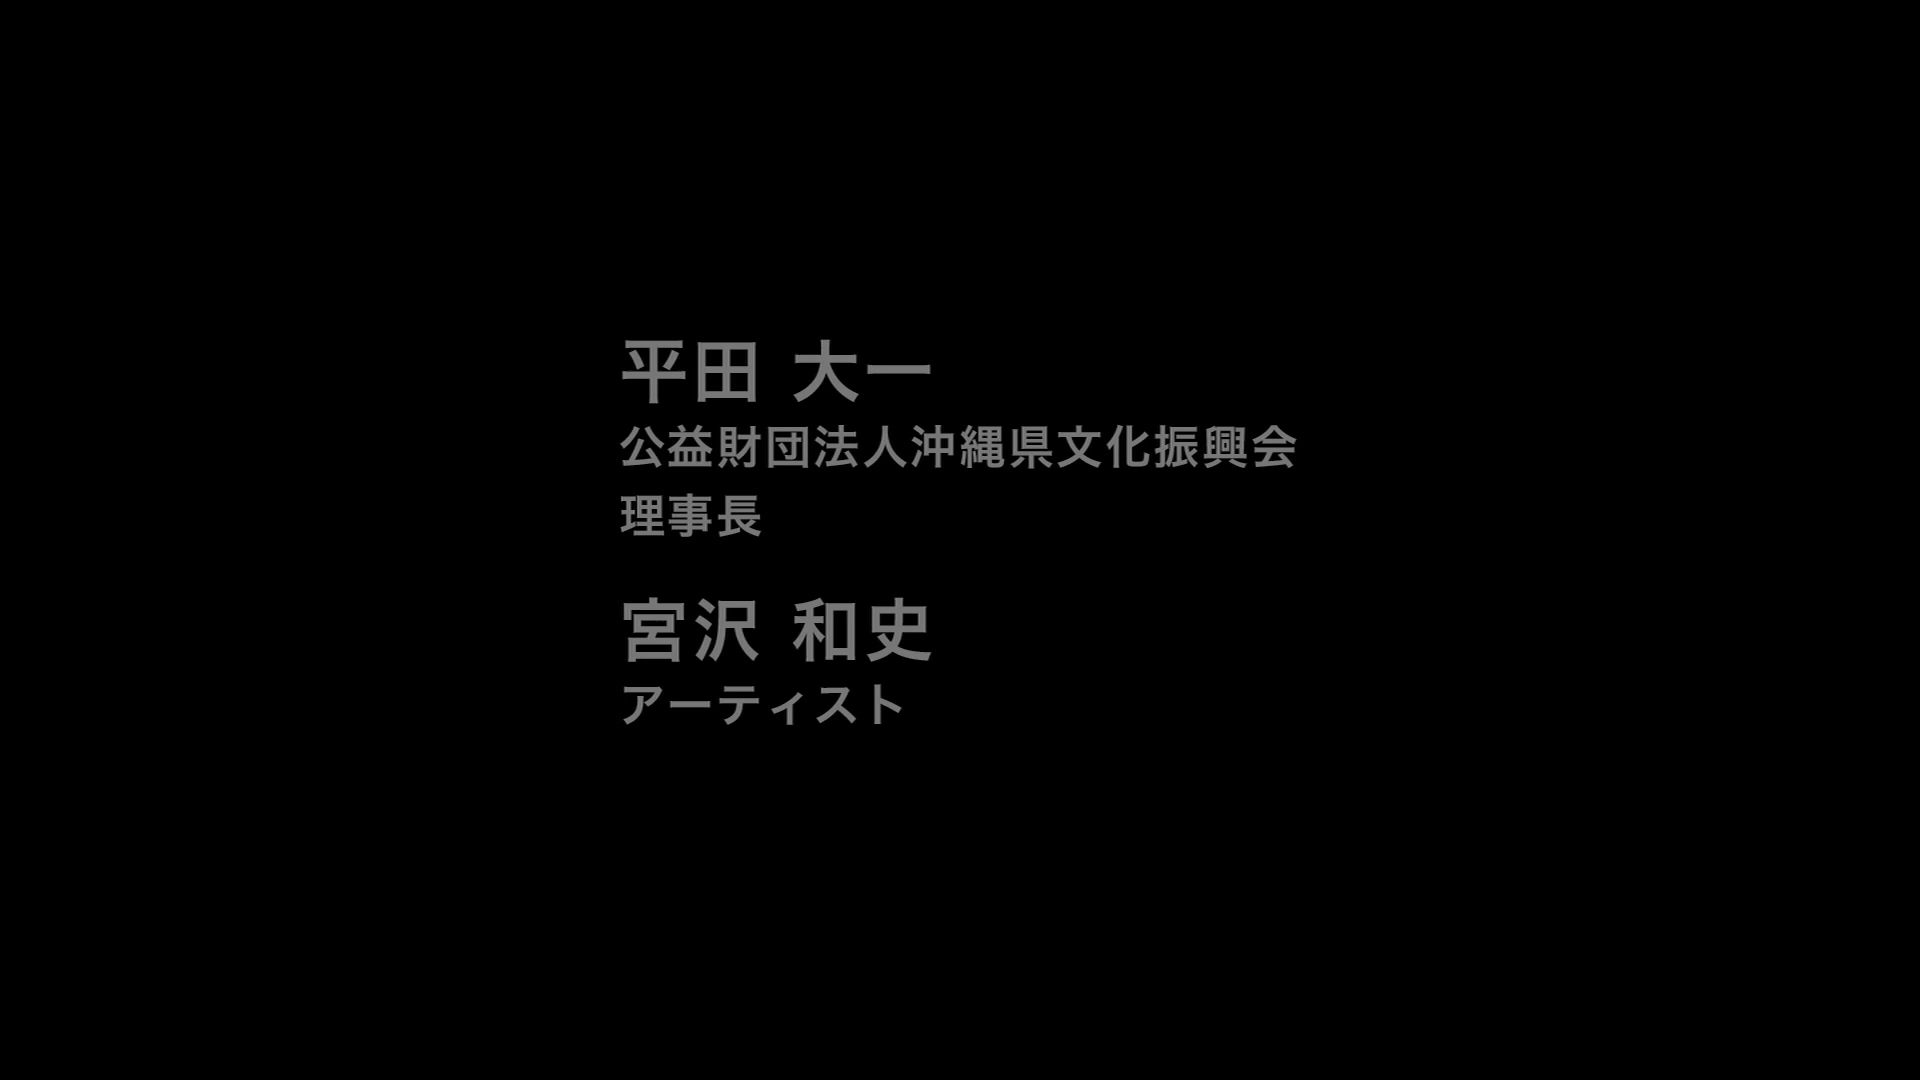 平田 大一
公益財団法人沖縄県文化振興会
理事長
宮沢 和史
アーティスト